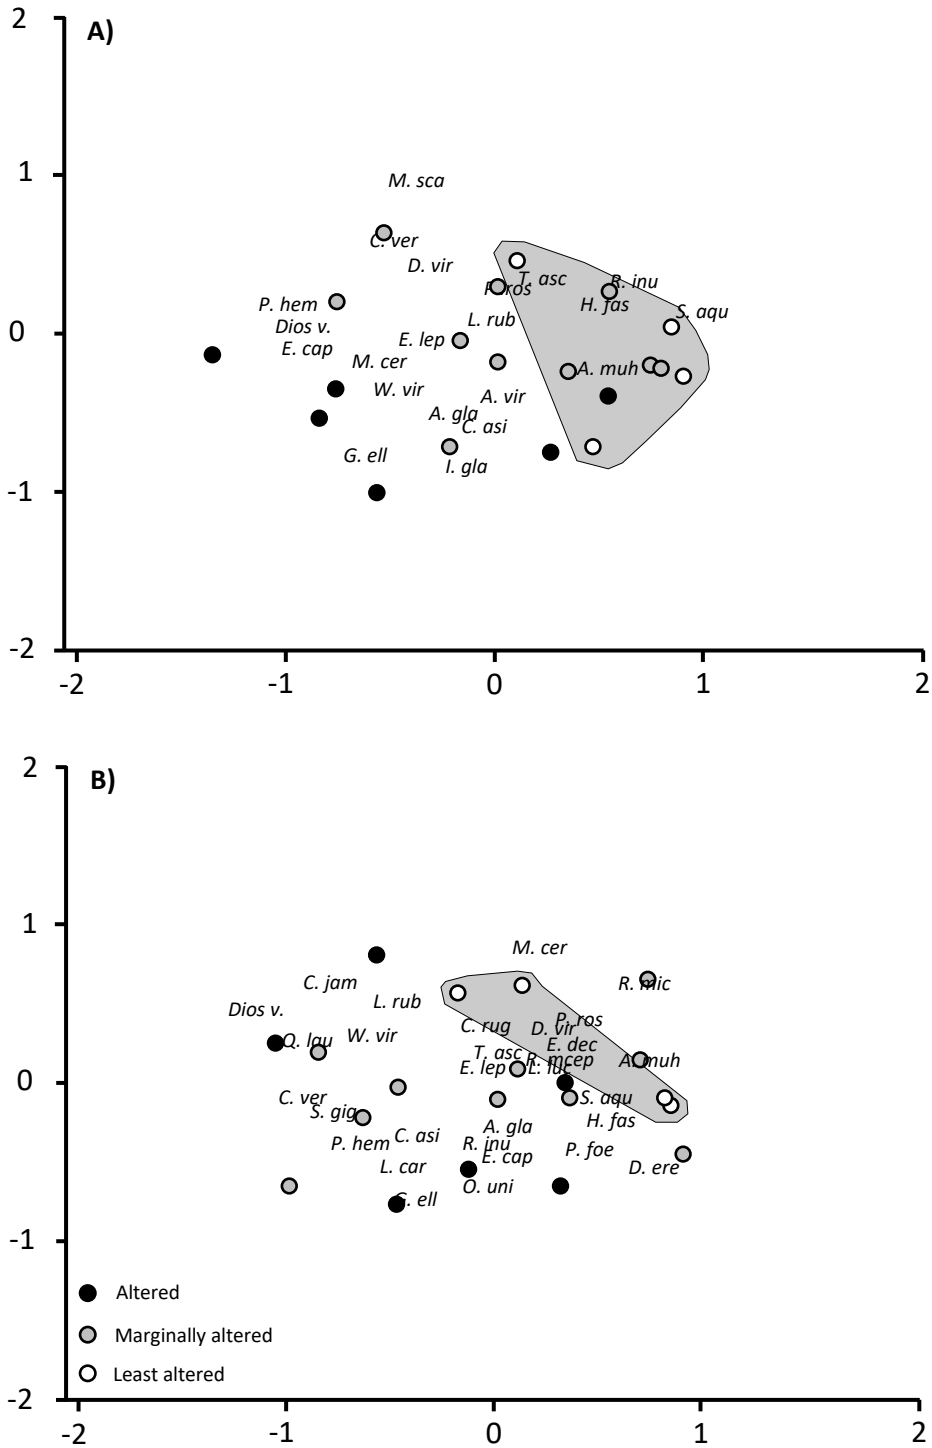 2
A)
M. sca
1
C. ver
D. vir
T. asc
R. inu
P. ros
P. hem
H. fas
S. aqu
Dios v.
L. rub
0
E. lep
E. cap
M. cer
A. muh
W. vir
A. vir
A. gla
C. asi
G. ell
I. gla
-1
-2
-2
-1
0
1
2
2
B)
M. cer
1
R. mic
C. jam
L. rub
Dios v.
P. ros
C. rug
D. vir
W. vir
Q. lau
E. dec
T. asc
R. mcep
A. muh
E. lep
L. luc
0
C. ver
S. aqu
S. gig
H. fas
A. gla
C. asi
P. hem
R. inu
P. foe
E. cap
L. car
D. ere
O. uni
G. ell
-1
Altered
Marginally altered
Least altered
-2
-2
-1
0
1
2